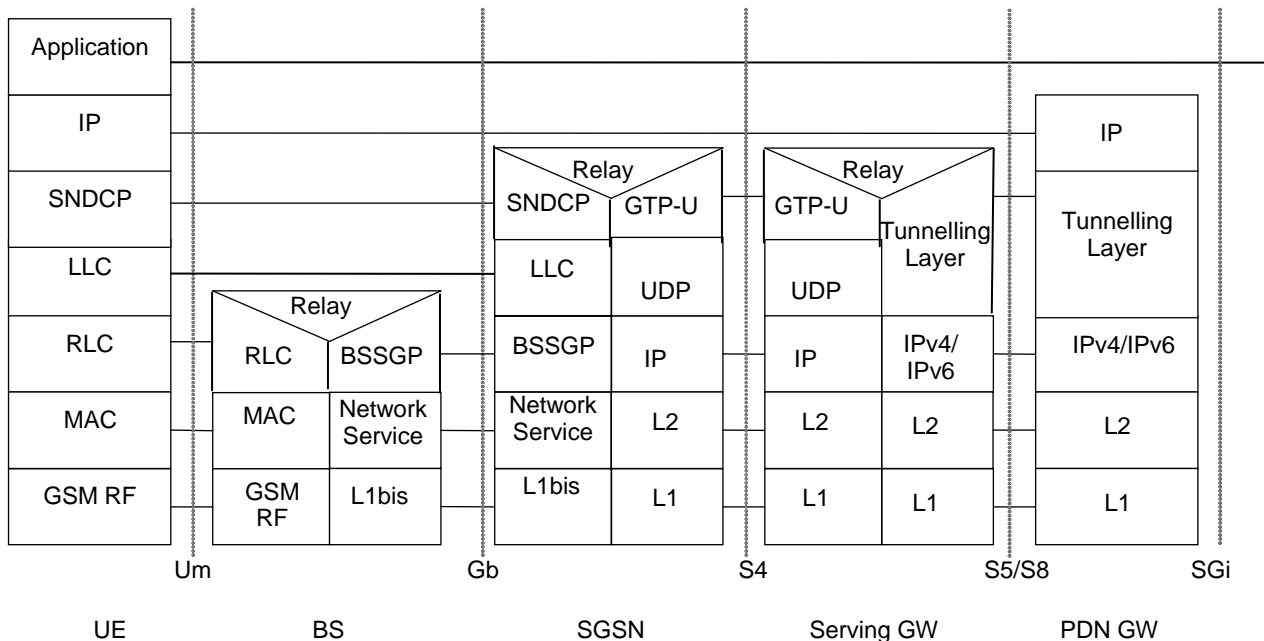 Application
IP
IP
Relay
Relay
SNDCP
SNDCP
GTP-U
GTP-U
Tunnelling
Layer
Tunnelling
Layer
LLC
LLC
UDP
UDP
Relay
RLC
RLC
BSSGP
BSSGP
IP
IP
IPv4/
IPv6
IPv4/IPv6
MAC
MAC
Network
Service
Network
Service
L2
L2
L2
L2
GSM RF
GSM
RF
L1bis
L1bis
L1
L1
L1
L1
Um
Gb
S4
S5/S8
SGi
UE
BS
SGSN
Serving GW
PDN GW